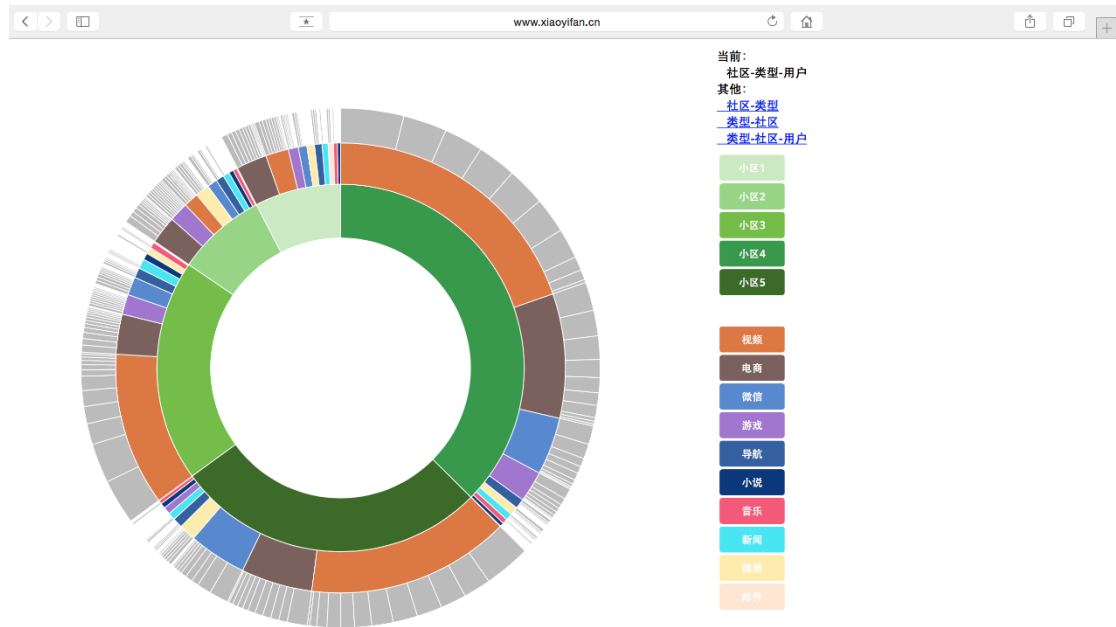 www.xiaoyifan.cn
当前:
社区-类型-用户
其他:
社区-类型
类型-社区
类型-社区-用户
小区1
小区2
小区3
小区4
小区5
视频
电商
微信
游戏
导航
小说
音乐
新闻
微博
邮件